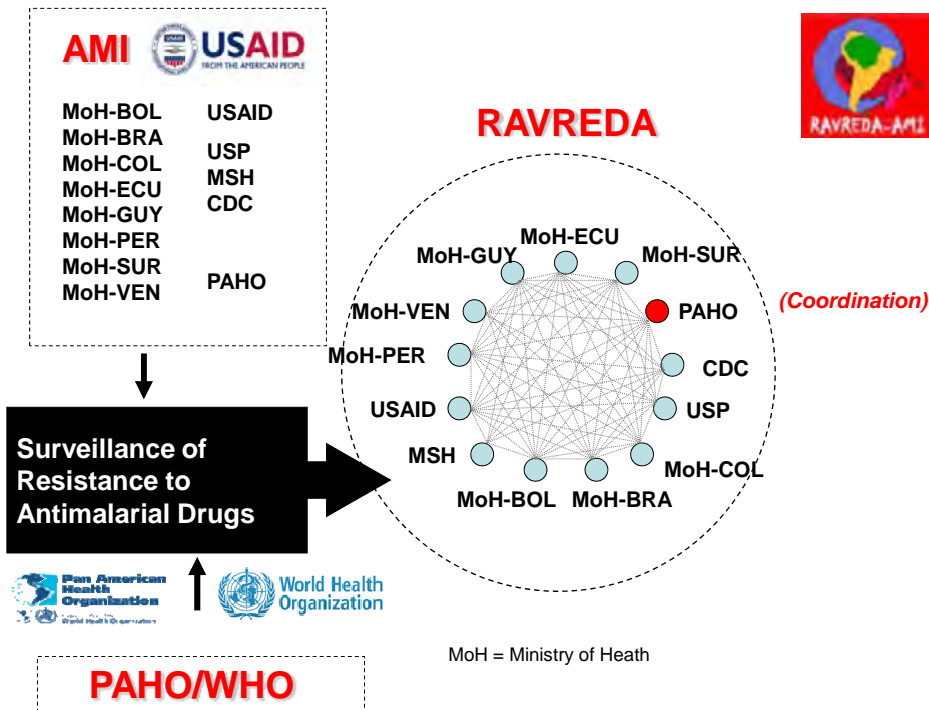 AMI
USAID
FROM THE AMERICAN PEOPLE
MoH-BOL
MoH-BRA
MoH-COL
MoH-ECU
MoH-GUY
MoH-PER
MoH-SUR
MoH-VEN
USAID
USP
MSH
CDC
PAHO
RAVREDA
RAVREDA-AMI
MoH-ECU
MoH-GUY
MoH-SUR
MoH-VEN
PAHO
(Coordination)
MoH-PER
CDC
USAID
USP
MSH
MoH-COL
MoH-BOL
MoH-BRA
Surveillance of
Resistance to
Antimalarial Drugs
Pan American
Health
Organization
World Health Organization
World Health
Organization
MoH = Ministry of Heath
PAHO/WHO